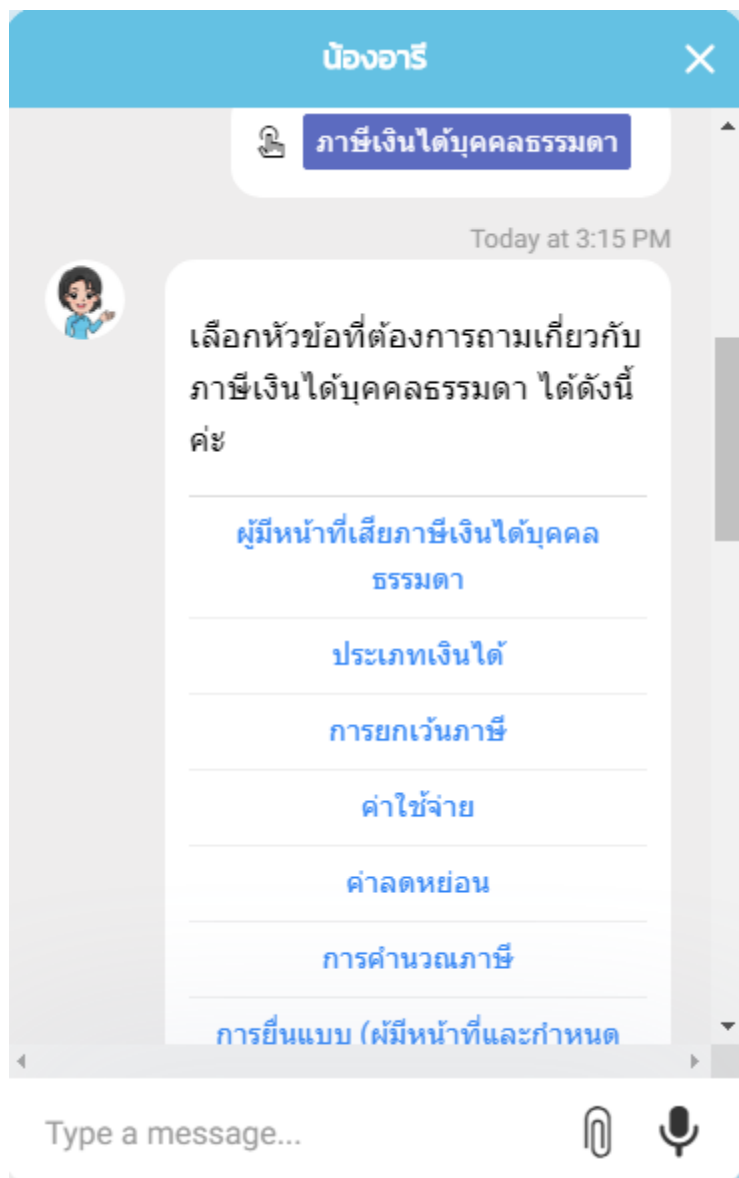 น้องอารี
ภาษีเงินได้บุคคลธรรมดา
Today at 3:15 PM
เลือกหัวข้อที่ต้องการถามเกี่ยวกับ
ภาษีเงินได้บุคคลธรรมดา ได้ดังนี้
ค่ะ
ผู้มีหน้าที่เสียภาษีเงินได้บุคคล
ธรรมดา
ประเภทเงินได้
การยกเว้นภาษี
ค่าใช้จ่าย
ค่าลดหย่อน
การคำนวณภาษี
การยื่นแบบ (ผู้มีหน้าที่และกำหนด
Type a message...